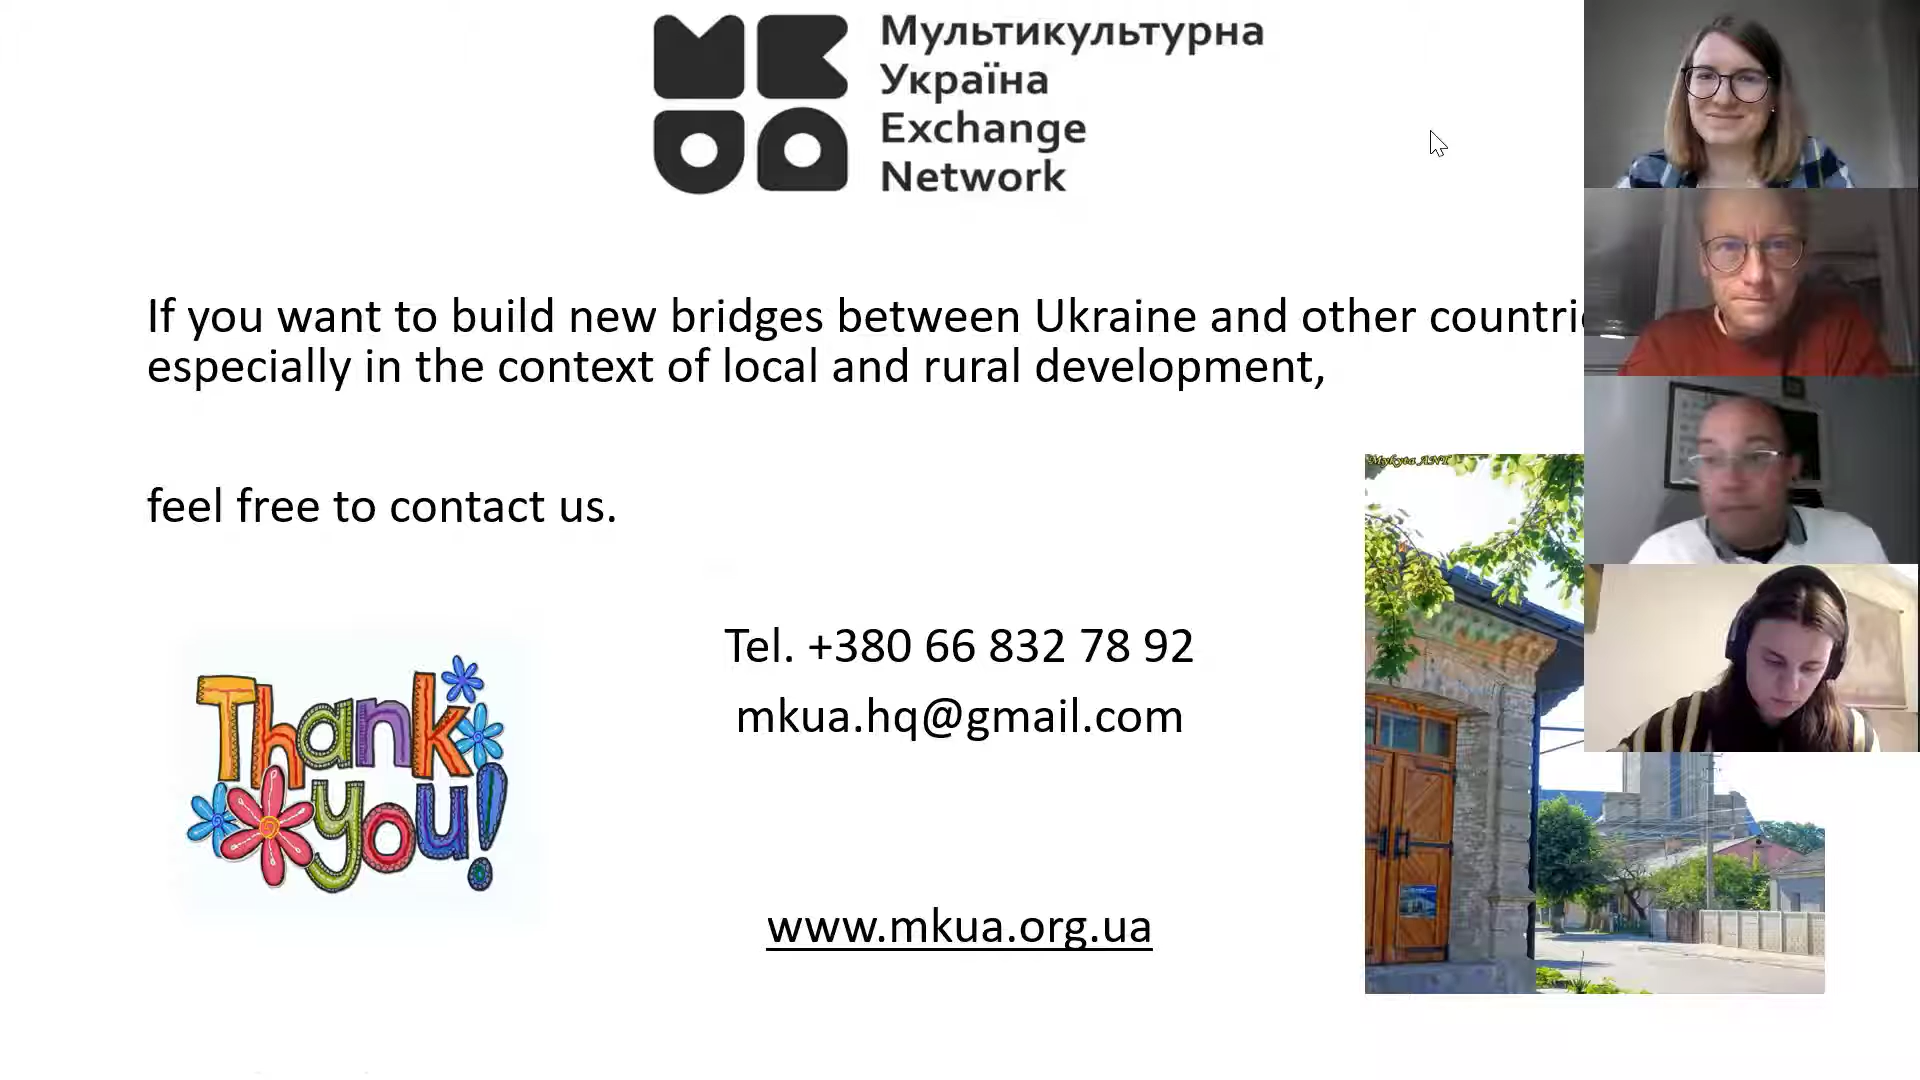 Мультикультурна
Україна
Exchange
Network
If you want to build new bridges between Ukraine and other countri
especially in the context of local and rural development,
feel free to contact us.
Mykyta ANT
Thank
you!
Tel. +380 66 832 78 92
mkua.hq@gmail.com
www.mkua.org.ua